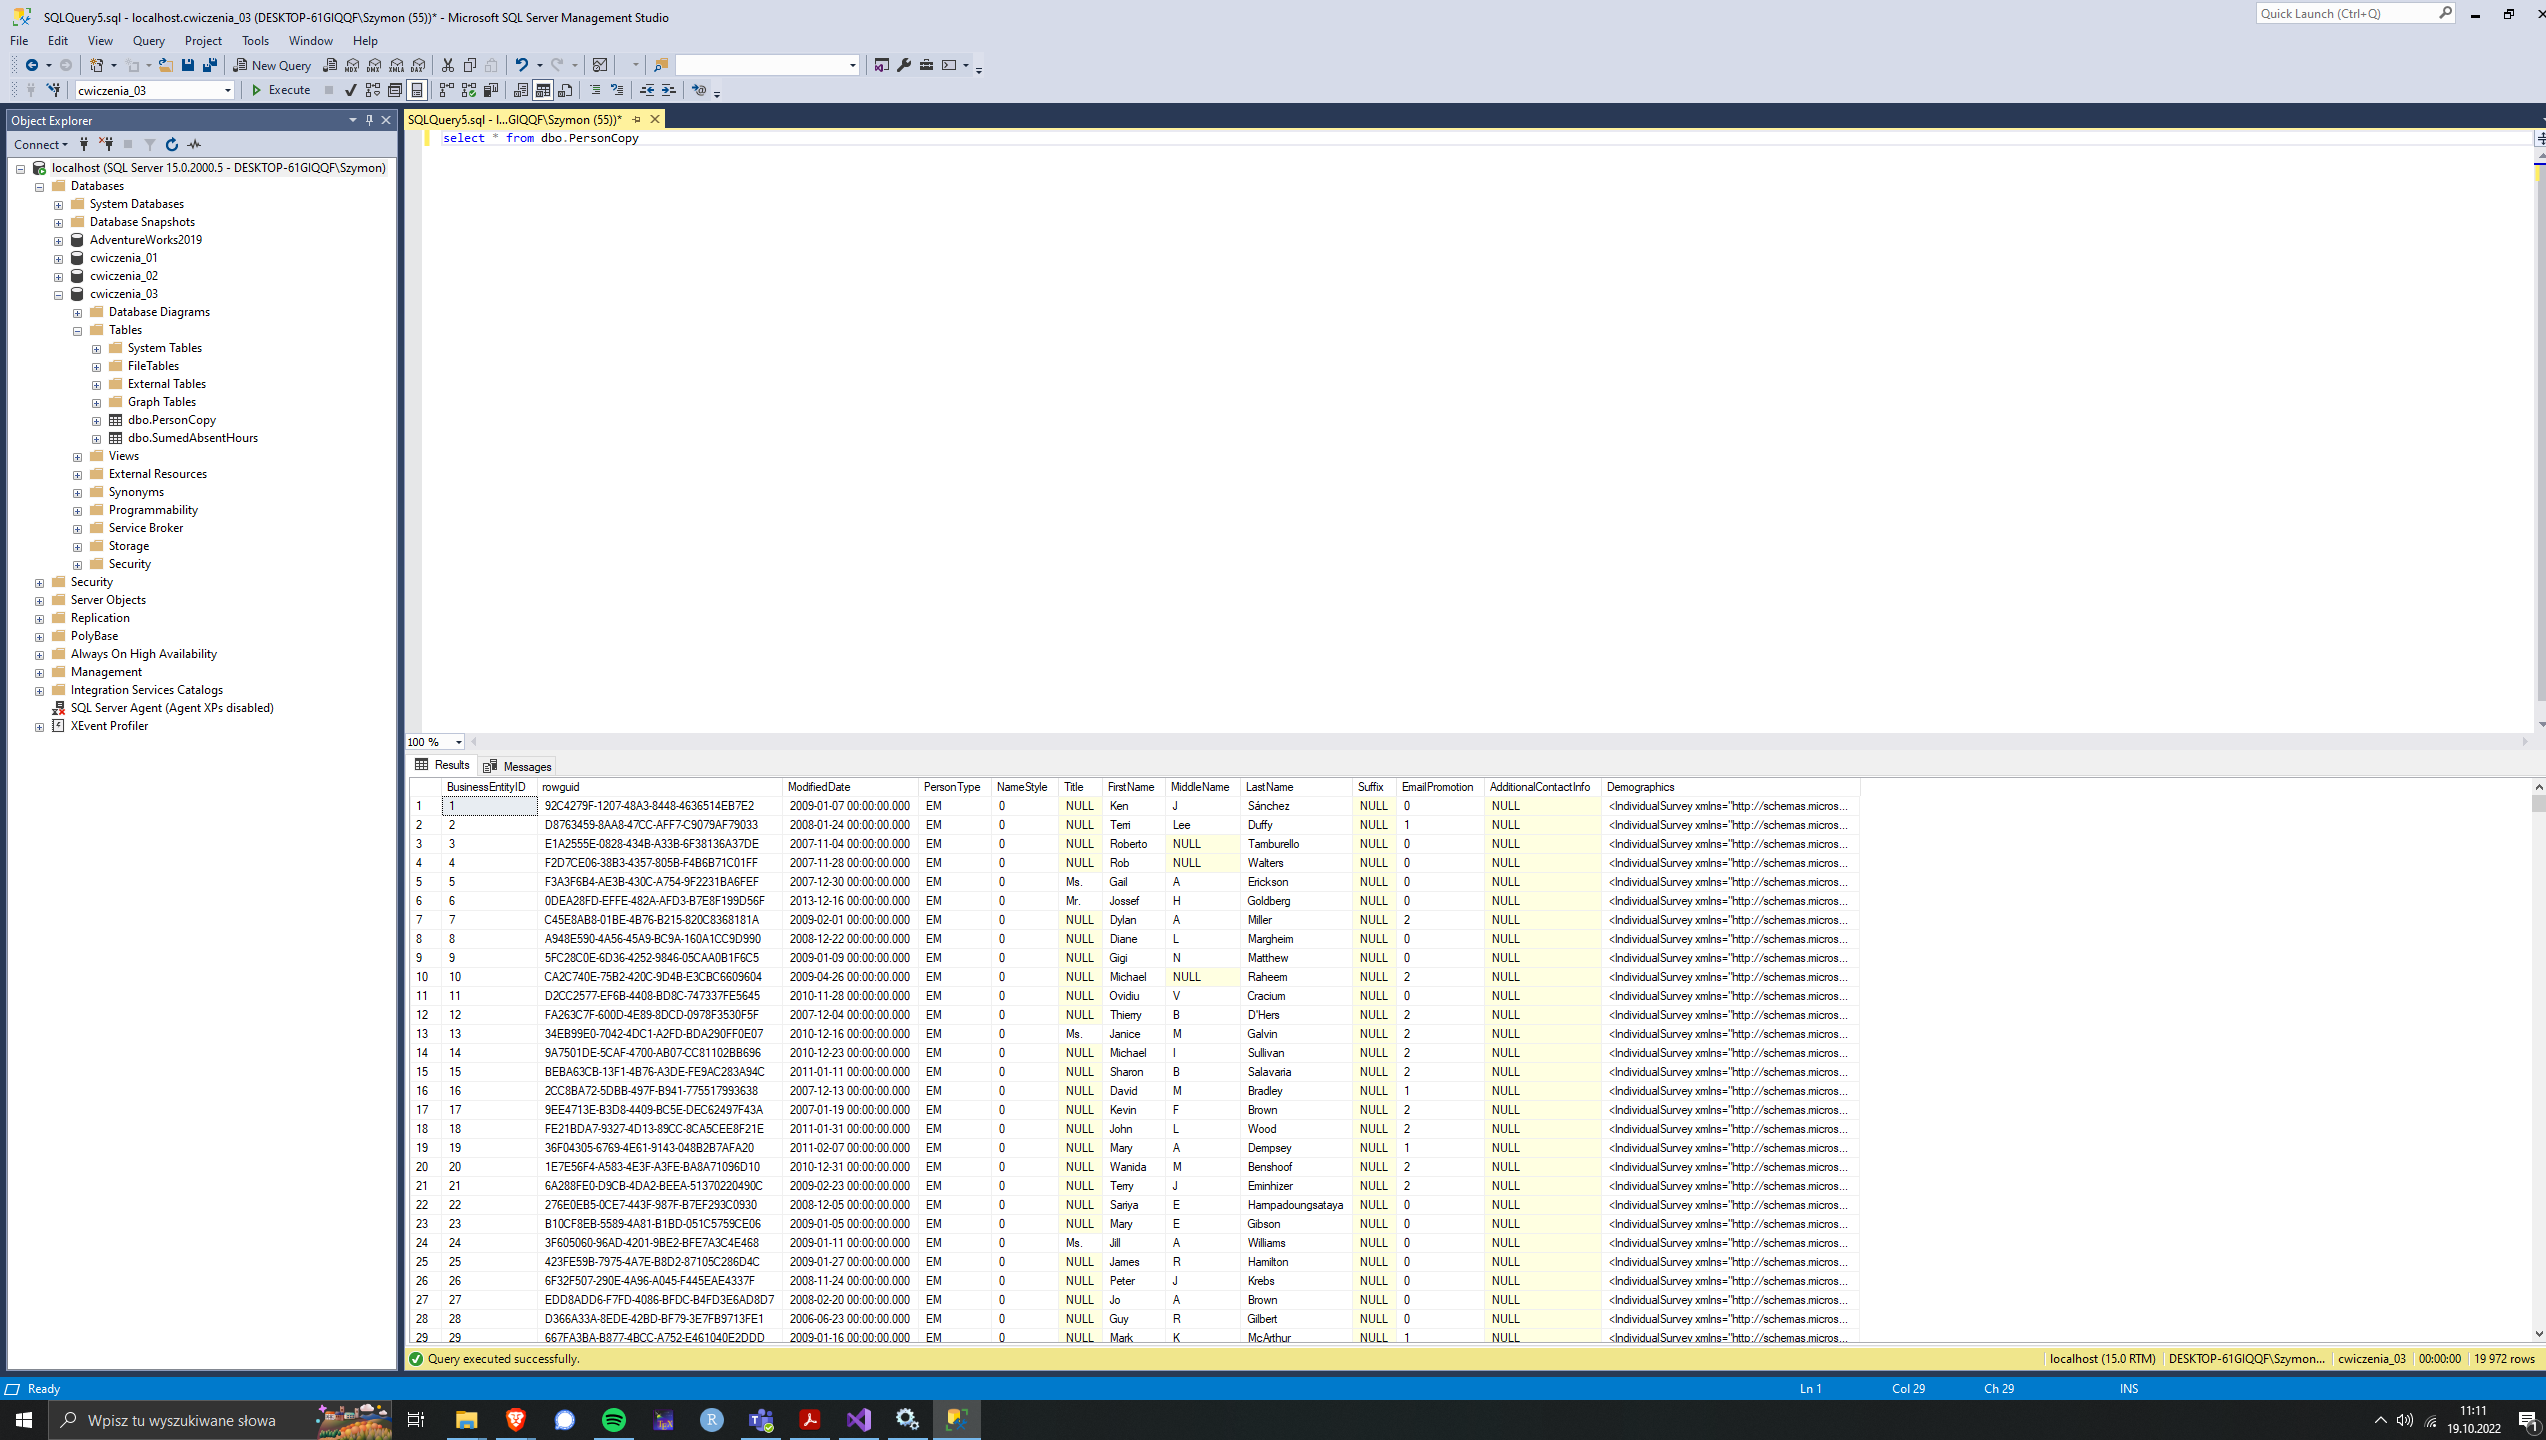 SQLQuery5.sql - localhost.cwiczenia_03 (DESKTOP-61GIQQF\Szymon (55))* - Microsoft SQL Server Management Studio
Quick Launch (Ctrl+Q)
File Edit View Query Project Tools Window Help
New Query
cwiczenia_03 Execute
Object Explorer
SQLQuery5.sql - l...GIQQF\Szymon (55))*
Connect
select * from dbo.PersonCopy
localhost (SQL Server 15.0.2000.5 - DESKTOP-61GIQQF\Szymon)
Databases
System Databases
Database Snapshots
AdventureWorks2019
cwiczenia_01
cwiczenia_02
cwiczenia_03
Database Diagrams
Tables
System Tables
FileTables
External Tables
Graph Tables
dbo.PersonCopy
dbo.SumedAbsentHours
Views
External Resources
Synonyms
Programmability
Service Broker
Storage
Security
Security
Server Objects
Replication
PolyBase
Always On High Availability
Management
Integration Services Catalogs
SQL Server Agent (Agent XPs disabled)
XEvent Profiler
100 %
Results Messages
BusinessEntityID rowguid ModifiedDate PersonType NameStyle Title FirstName MiddleName LastName Suffix EmailPromotion AdditionalContactInfo Demographics
1 1 92C4279F-1207-48A3-8448-4636514EB7E2 2009-01-07 00:00:00.000 EM 0 NULL Ken J Sánchez NULL 0 NULL <IndividualSurvey xmlns="http://schemas.micros...
2 2 D8763459-8AA8-47CC-AFF7-C9079AF79033 2008-01-24 00:00:00.000 EM 0 NULL Terri Lee Duffy NULL 1 NULL <IndividualSurvey xmlns="http://schemas.micros...
3 3 E1A2555E-0828-434B-A33B-6F38136A37DE 2007-11-04 00:00:00.000 EM 0 NULL Roberto NULL Tamburello NULL 0 NULL <IndividualSurvey xmlns="http://schemas.micros...
4 4 F2D7CE06-38B3-4357-805B-F4B6B71C01FF 2007-11-28 00:00:00.000 EM 0 NULL Rob NULL Walters NULL 0 NULL <IndividualSurvey xmlns="http://schemas.micros...
5 5 F3A3F6B4-AE3B-430C-A754-9F2231BA6FEF 2007-12-30 00:00:00.000 EM 0 Ms. Gail A Erickson NULL 0 NULL <IndividualSurvey xmlns="http://schemas.micros...
6 6 0DEA28FD-EFFE-482A-AFD3-B7E8F199D56F 2013-12-16 00:00:00.000 EM 0 Mr. Jossef H Goldberg NULL 0 NULL <IndividualSurvey xmlns="http://schemas.micros...
7 7 C45E8AB8-01BE-4B76-B215-820C8368181A 2009-02-01 00:00:00.000 EM 0 NULL Dylan A Miller NULL 2 NULL <IndividualSurvey xmlns="http://schemas.micros...
8 8 A948E590-4A56-45A9-BC9A-160A1CC9D990 2008-12-22 00:00:00.000 EM 0 NULL Diane L Margheim NULL 0 NULL <IndividualSurvey xmlns="http://schemas.micros...
9 9 5FC28C0E-6D36-4252-9846-05CAA0B1F6C5 2009-01-09 00:00:00.000 EM 0 NULL Gigi N Matthew NULL 0 NULL <IndividualSurvey xmlns="http://schemas.micros...
10 10 CA2C740E-75B2-420C-9D4B-E3CBC6609604 2009-04-26 00:00:00.000 EM 0 NULL Michael NULL Raheem NULL 2 NULL <IndividualSurvey xmlns="http://schemas.micros...
11 11 D2CC2577-EF6B-4408-BD8C-747337FE5645 2010-11-28 00:00:00.000 EM 0 NULL Ovidiu V Cracium NULL 0 NULL <IndividualSurvey xmlns="http://schemas.micros...
12 12 FA263C7F-600D-4E89-8DCD-0978F3530F5F 2007-12-04 00:00:00.000 EM 0 NULL Thierry B D'Hers NULL 2 NULL <IndividualSurvey xmlns="http://schemas.micros...
13 13 34EB99E0-7042-4DC1-A2FD-BDA290FF0E07 2010-12-16 00:00:00.000 EM 0 Ms. Janice M Galvin NULL 2 NULL <IndividualSurvey xmlns="http://schemas.micros...
14 14 9A7501DE-5CAF-4700-AB07-CC81102BB696 2010-12-23 00:00:00.000 EM 0 NULL Michael I Sullivan NULL 2 NULL <IndividualSurvey xmlns="http://schemas.micros...
15 15 BEBA63CB-13F1-4B76-A3DE-FE9AC283A94C 2011-01-11 00:00:00.000 EM 0 NULL Sharon B Salavaria NULL 2 NULL <IndividualSurvey xmlns="http://schemas.micros...
16 16 2CC8BA72-5DBB-497F-B941-775517993638 2007-12-13 00:00:00.000 EM 0 NULL David M Bradley NULL 1 NULL <IndividualSurvey xmlns="http://schemas.micros...
17 17 9EE4713E-B3D8-4409-BC5E-DEC62497F43A 2007-01-19 00:00:00.000 EM 0 NULL Kevin F Brown NULL 2 NULL <IndividualSurvey xmlns="http://schemas.micros...
18 18 FE21BDA7-9327-4D13-89CC-8CA5CEE8F21E 2011-01-31 00:00:00.000 EM 0 NULL John L Wood NULL 2 NULL <IndividualSurvey xmlns="http://schemas.micros...
19 19 36F04305-6769-4E61-9143-048B2B7AFA20 2011-02-07 00:00:00.000 EM 0 NULL Mary A Dempsey NULL 1 NULL <IndividualSurvey xmlns="http://schemas.micros...
20 20 1E7E56F4-A583-4E3F-A3FE-BA8A71096D10 2010-12-31 00:00:00.000 EM 0 NULL Wanida M Benshoof NULL 2 NULL <IndividualSurvey xmlns="http://schemas.micros...
21 21 6A288FE0-D9CB-4DA2-BEEA-51370220490C 2009-02-23 00:00:00.000 EM 0 NULL Terry J Eminhizer NULL 2 NULL <IndividualSurvey xmlns="http://schemas.micros...
22 22 276E0EB5-0CE7-443F-987F-B7EF293C0930 2008-12-05 00:00:00.000 EM 0 NULL Sariya E Hampadoungsataya NULL 0 NULL <IndividualSurvey xmlns="http://schemas.micros...
23 23 B10CF8EB-5589-4A81-B1BD-051C5759CE06 2009-01-05 00:00:00.000 EM 0 NULL Mary E Gibson NULL 0 NULL <IndividualSurvey xmlns="http://schemas.micros...
24 24 3F605060-96AD-4201-9BE2-BFE7A3C4E468 2009-01-11 00:00:00.000 EM 0 Ms. Jill A Williams NULL 0 NULL <IndividualSurvey xmlns="http://schemas.micros...
25 25 423FE59B-7975-4A7E-B8D2-87105C286D4C 2009-01-27 00:00:00.000 EM 0 NULL James R Hamilton NULL 0 NULL <IndividualSurvey xmlns="http://schemas.micros...
26 26 6F32F507-290E-4A96-A045-F445EAE4337F 2008-11-24 00:00:00.000 EM 0 NULL Peter J Krebs NULL 0 NULL <IndividualSurvey xmlns="http://schemas.micros...
27 27 EDD8ADD6-F7FD-4086-BFDC-B4FD3E6AD8D7 2008-02-20 00:00:00.000 EM 0 NULL Jo A Brown NULL 0 NULL <IndividualSurvey xmlns="http://schemas.micros...
28 28 D366A33A-8EDE-42BD-BF79-3E7FB9713FE1 2006-06-23 00:00:00.000 EM 0 NULL Guy R Gilbert NULL 0 NULL <IndividualSurvey xmlns="http://schemas.micros...
29 29 667FA3BA-B877-4BCC-A752-E461040E2DDD 2009-01-16 00:00:00.000 EM 0 NULL Mark K McArthur NULL 1 NULL <IndividualSurvey xmlns="http://schemas.micros...
Query executed successfully. localhost (15.0 RTM) DESKTOP-61GIQQF\Szymon... cwiczenia_03 00:00:00 19 972 rows
Ready Ln 1 Col 29 Ch 29 INS
Wpisz tu wyszukiwane słowa
11:11
19.10.2022